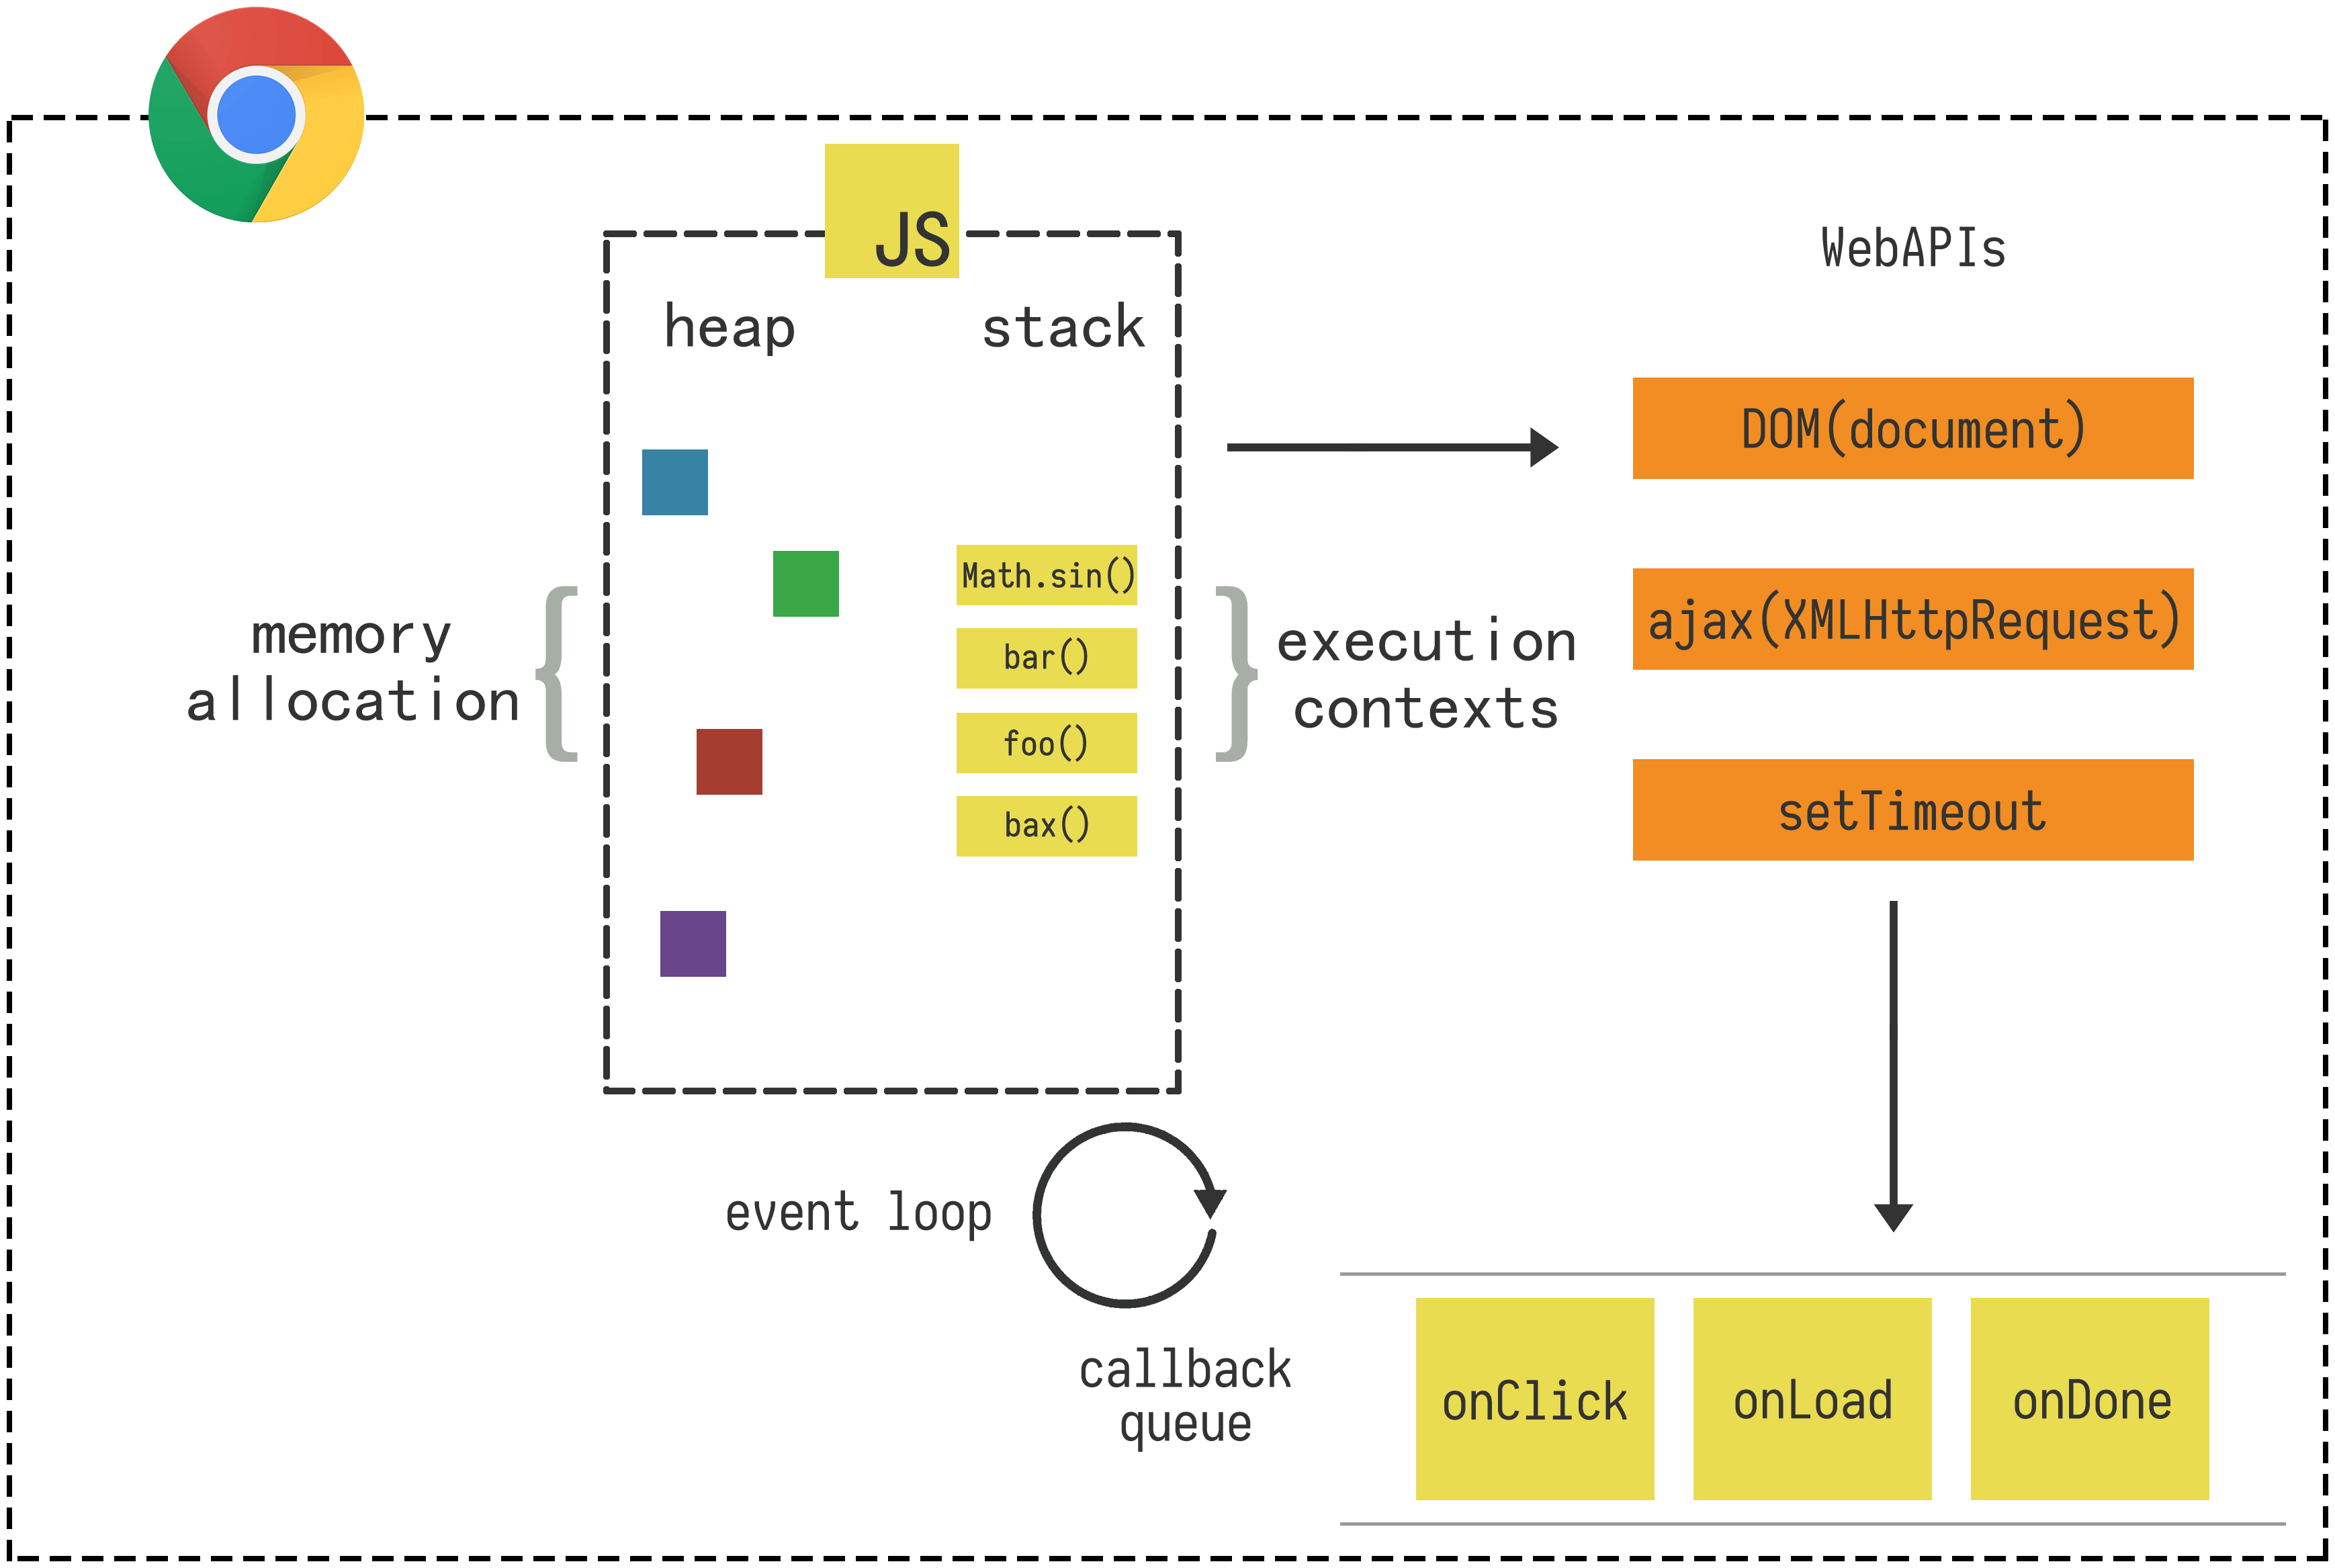 JS
heap
stack
WebAPIs
DOM(document)
Math.sin()
ajax(XMLHttpRequest)
memory
allocation
bar()
execution
contexts
foo()
bax()
setTimeout
event loop
callback
queue
onClick
onLoad
onDone